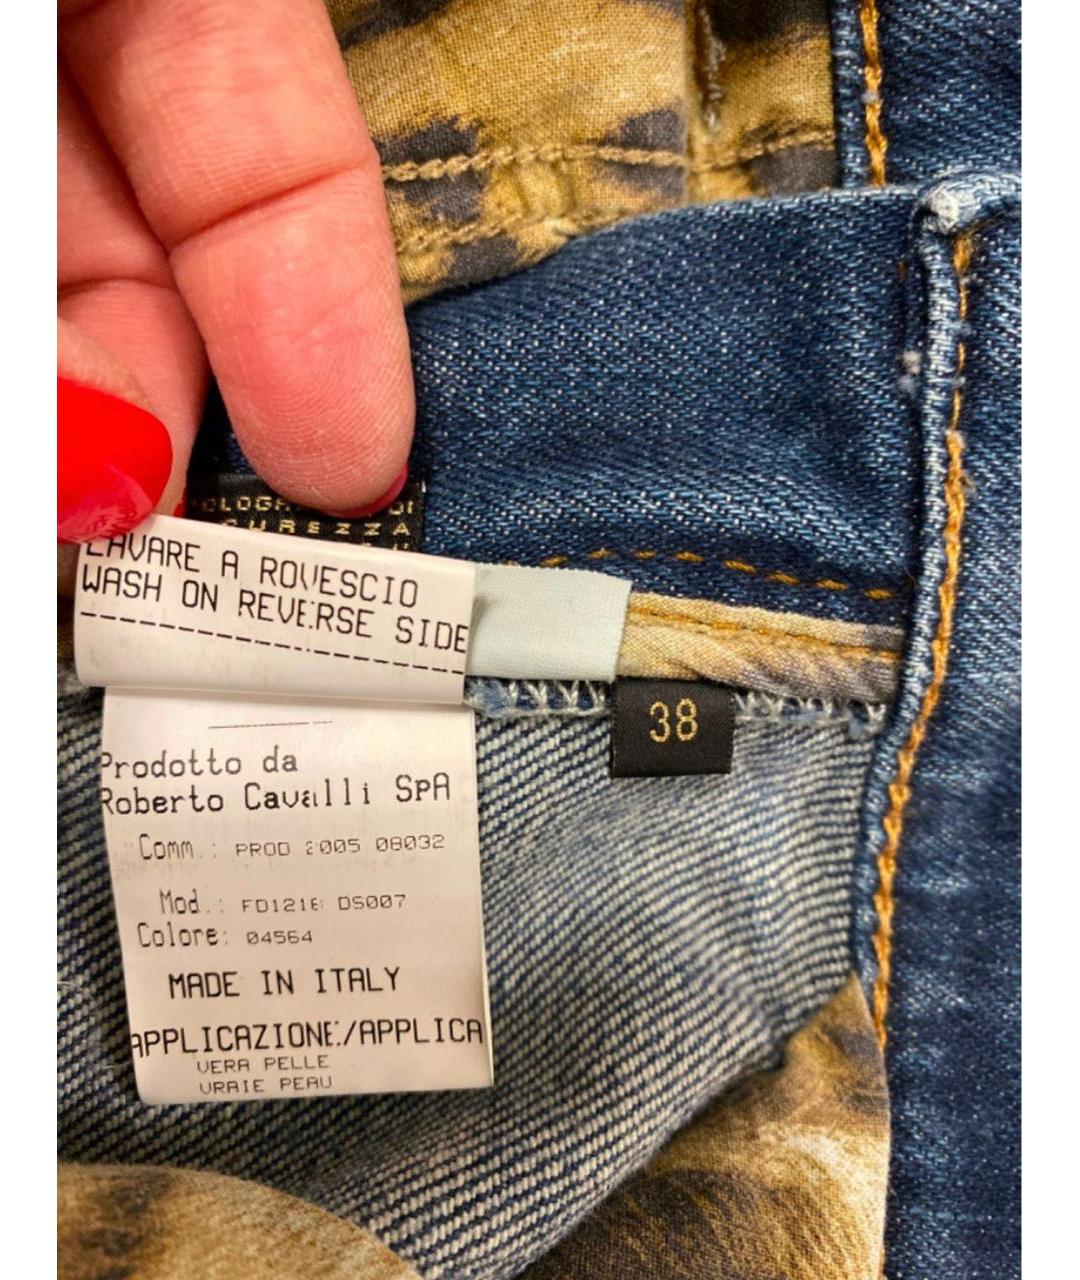 LAVARE A ROVESCIO
WASH ON REVERSE SIDE
38
Prodotto da
Roberto Cavalli SpA
Comm.: PROD 2005 08032
Mod.: DS007
Colore: 04564
MADE IN ITALY
APPLICAZIONE/APPLICA
VERA PELLE
VRAIE PEAU